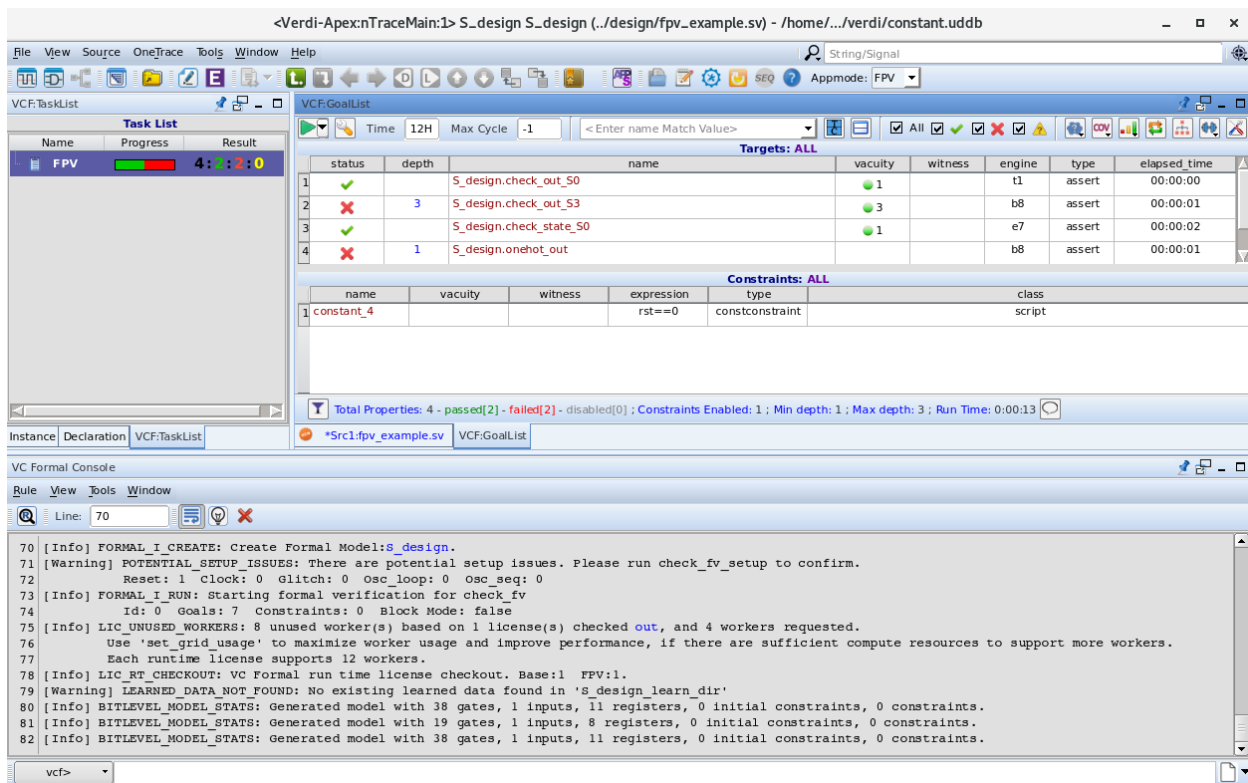 <Verdi-Apex:nTraceMain:1> S_design S_design (../design/fpv_example.sv) - /home/.../verdi/constant.uddb
File View Source OneTrace Tools Window Help
String/Signal
SEQ
Appmode: FPV
VCF:TaskList
Task List
Name Progress Result
FPV 4:2:2:0
Instance Declaration VCF:TaskList
VCF:GoalList
Time 12H Max Cycle -1 <Enter name Match Value> All COV
Targets: ALL
status depth name vacuity witness engine type elapsed_time
1 S_design.check_out_S0 1 t1 assert 00:00:00
2 3 S_design.check_out_S3 3 b8 assert 00:00:01
3 S_design.check_state_S0 1 e7 assert 00:00:02
4 1 S_design.onehot_out b8 assert 00:00:01
Constraints: ALL
name vacuity witness expression type class
1 constant_4 rst==0 constconstraint script
Total Properties: 4 - passed[2] - failed[2] - disabled[0] ; Constraints Enabled: 1 ; Min depth: 1 ; Max depth: 3 ; Run Time: 0:00:13
*Src1:fpv_example.sv VCF:GoalList
VC Formal Console
Rule View Tools Window
Line: 70
70 [Info] FORMAL_I_CREATE: Create Formal Model:S_design.
71 [Warning] POTENTIAL_SETUP_ISSUES: There are potential setup issues. Please run check_fv_setup to confirm.
72 Reset: 1 Clock: 0 Glitch: 0 Osc_loop: 0 Osc_seq: 0
73 [Info] FORMAL_I_RUN: Starting formal verification for check_fv
74 Id: 0 Goals: 7 Constraints: 0 Block Mode: false
75 [Info] LIC_UNUSED_WORKERS: 8 unused worker(s) based on 1 license(s) checked out, and 4 workers requested.
76 Use 'set_grid_usage' to maximize worker usage and improve performance, if there are sufficient compute resources to support more workers.
77 Each runtime license supports 12 workers.
78 [Info] LIC_RT_CHECKOUT: VC Formal run time license checkout. Base:1 FPV:1.
79 [Warning] LEARNED_DATA_NOT_FOUND: No existing learned data found in 'S_design_learn_dir'
80 [Info] BITLEVEL_MODEL_STATS: Generated model with 38 gates, 1 inputs, 11 registers, 0 initial constraints, 0 constraints.
81 [Info] BITLEVEL_MODEL_STATS: Generated model with 19 gates, 1 inputs, 8 registers, 0 initial constraints, 0 constraints.
82 [Info] BITLEVEL_MODEL_STATS: Generated model with 38 gates, 1 inputs, 11 registers, 0 initial constraints, 0 constraints.
vcf>